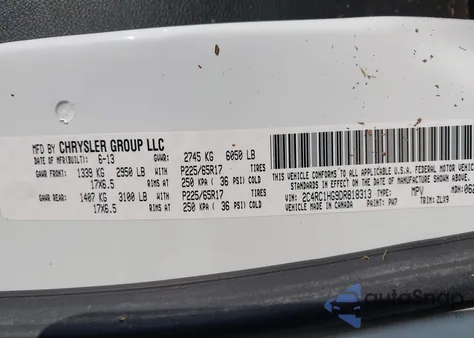 MFD BY CHRYSLER GROUP LLC
DATE OF MFR(BUILT): 6-13 GVWR: 2745 KG 6050 LB
GAWR FRONT: 1339 KG 2950 LB P225/65R17 TIRES
17X6.5 RIMS AT 250 KPA ( 36 PSI) COLD
GAWR REAR: 1407 KG 3100 LB P225/65R17 TIRES
17X6.5 RIMS AT 250 KPA ( 36 PSI) COLD
THIS VEHICLE CONFORMS TO ALL APPLICABLE U.S.A. FEDERAL MOTOR VEHIC
STANDARDS IN EFFECT ON THE DATE OF MANUFACTURE SHOWN ABOVE.
VIN: 2C4RC1HG9DR818313 TYPE: MPV
VEHICLE MADE IN CANADA PAINT: PW7 TRIM: ZLX9
autoSnap